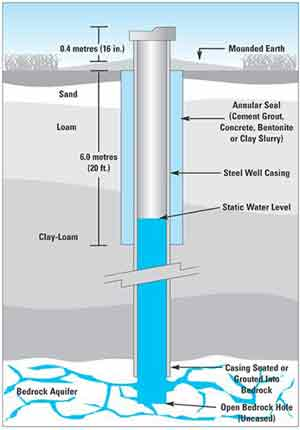 0.4 metres (16 in.)
Mounded Earth
Sand
Loam
Annular Seal
(Cement Grout,
Concrete, Bentonite
or Clay Slurry)
6.0 metres
(20 ft.)
Steel Well Casing
Static Water Level
Clay-Loam
Casing Seated or
Grouted Into
Bedrock
Bedrock Aquifer
Open Bedrock Hole
(Uncased)